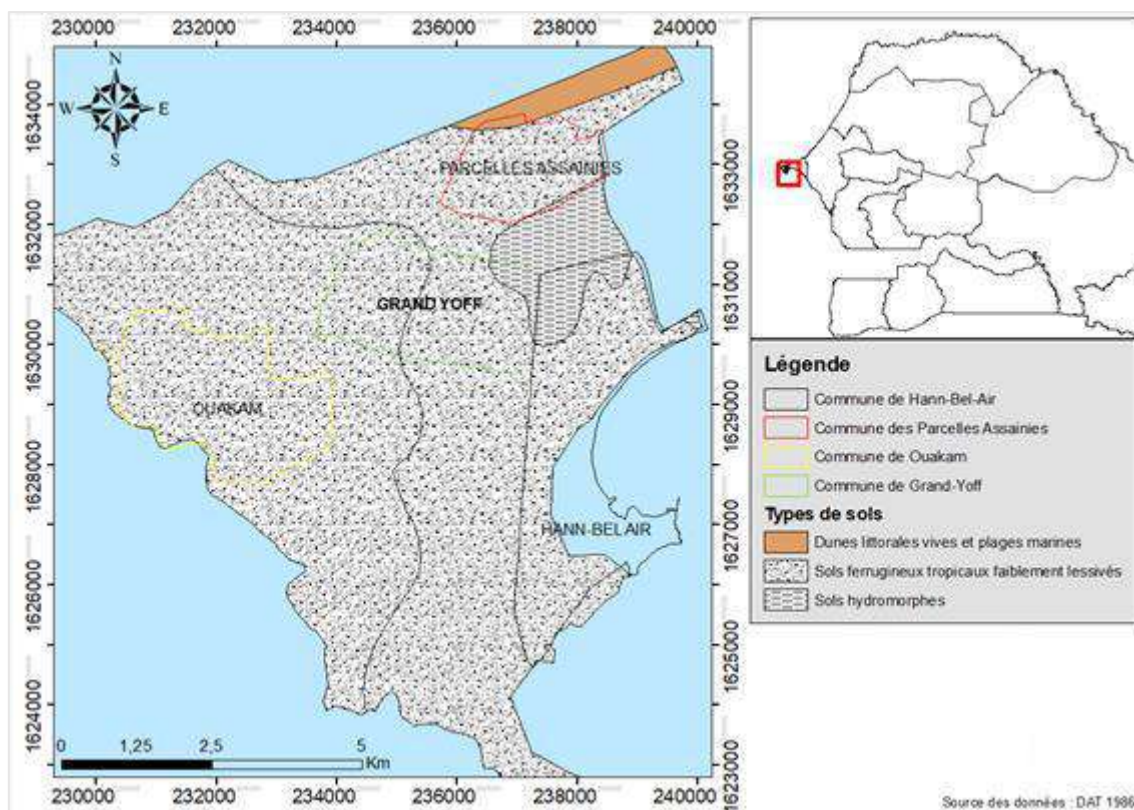 230000 232000 234000 236000 238000 240000
N
W E
S
1634000
1632000
1631000
1630000
1629000
1628000
1626000
1624000
1633000
1631000
1629000
1627000
1625000
1623000
PARCELLES ASSAINIES
GRAND YOFF
OUAKAM
HANN-BEL AIR
0 1,25 2,5 5
Km
230000 232000 234000 236000 238000 240000
Légende
Commune de Hann-Bel-Air
Commune des Parcelles Assainies
Commune de Ouakam
Commune de Grand-Yoff
Types de sols
Dunes littorales vives et plages marines
Sols ferrugineux tropicaux faiblement lessivés
Sols hydromorphes
Source des données : DAT 1986